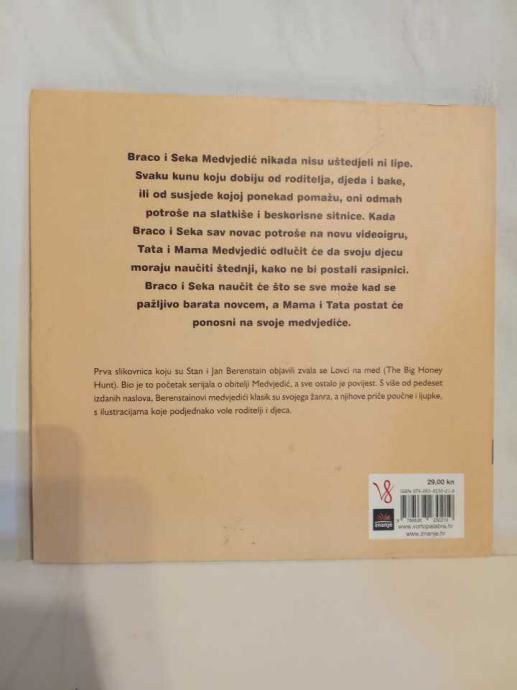 Braco i Seka Medvjedić nikada nisu uštedjeli ni lipe.
Svaku kunu koju dobiju od roditelja, djeda i bake,
ili od susjede kojoj ponekad pomažu, oni odmah
potroše na slatkiše i beskorisne sitnice. Kada
Braco i Seka sav novac potroše na novu videoigru,
Tata i Mama Medvjedić odlučit će da svoju djecu
moraju naučiti štednji, kako ne bi postali rasipnici.
Braco i Seka naučit će što se sve može kad se
pažljivo barata novcem, a Mama i Tata postat će
ponosni na svoje medvjediće.
Prva slikovnica koju su Stan i Jan Berenstain objavili zvala se Lovci na med (The Big Honey
Hunt). Bio je to početak serijala o obitelji Medvjedić, a sve ostalo je povijest. S više od pedeset
izdanih naslova, Berenstainovi medvjedići klasik su svojega žanra, a njihove priče poučne i ljupke,
s ilustracijama koje podjednako vole roditelji i djeca.
29,00 kn
V8
ISBN
znanje
www.znanje.hr